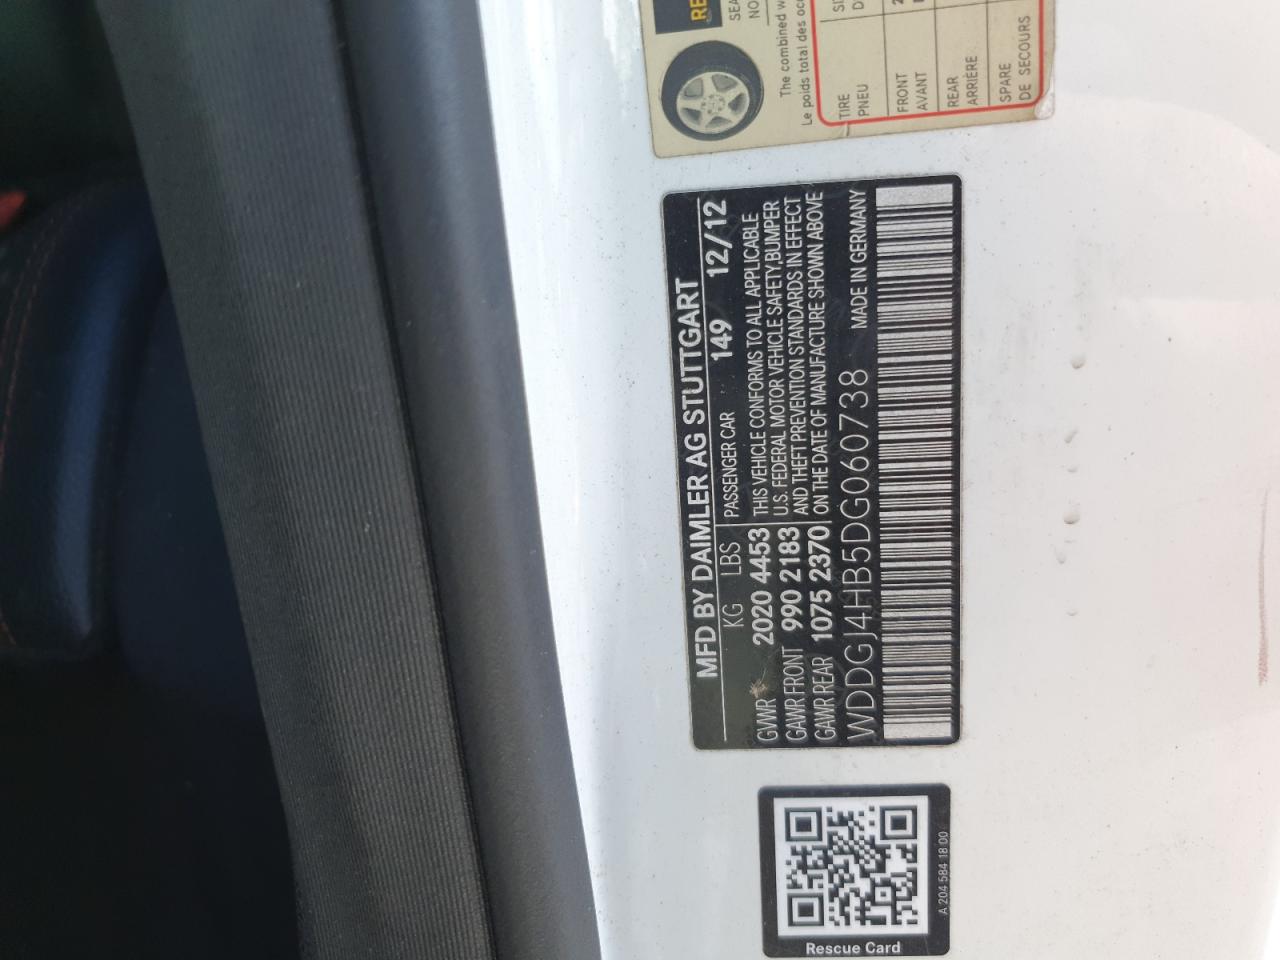 MFD BY DAIMLER AG STUTTGART
KG LBS PASSENGER CAR 149 12/12
GVWR 2020 4453
GAWR FRONT 990 2183
GAWR REAR 1075 2370
THIS VEHICLE CONFORMS TO ALL APPLICABLE
U.S. FEDERAL MOTOR VEHICLE SAFETY,BUMPER
AND THEFT PREVENTION STANDARDS IN EFFECT
ON THE DATE OF MANUFACTURE SHOWN ABOVE
WDDGJ4HB5DG060738 MADE IN GERMANY
Rescue Card
A 204 584 18 00
SEA
NO
The combined w
Le poids total des oc
TIRE
PNEU
FRONT
AVANT
REAR
ARRIÈRE
SPARE
DE SECOURS